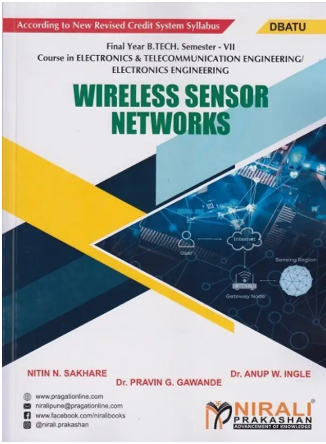 According to New Revised Credit System Syllabus
DBATU
Final Year B.TECH. Semester - VII
Course in ELECTRONICS & TELECOMMUNICATION ENGINEERING/
ELECTRONICS ENGINEERING
WIRELESS SENSOR
NETWORKS
User
Internet
Sensing Region
Gateway Node
NITIN N. SAKHARE
Dr. ANUP W. INGLE
Dr. PRAVIN G. GAWANDE
www.pragationline.com
niralipune@pragationline.com
www.facebook.com/niralibooks
@nirali.prakashan
NIRALI
PRAKASHAN
ADVANCEMENT OF KNOWLEDGE